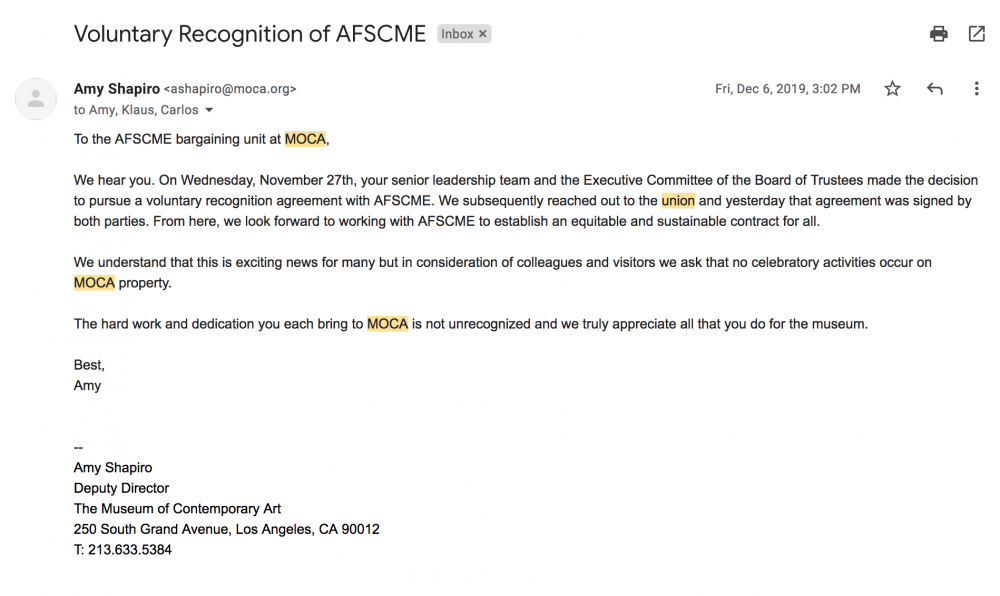 Voluntary Recognition of AFSCME Inbox ×
Amy Shapiro <ashapiro@moca.org> Fri, Dec 6, 2019, 3:02 PM
to Amy, Klaus, Carlos
To the AFSCME bargaining unit at MOCA,
We hear you. On Wednesday, November 27th, your senior leadership team and the Executive Committee of the Board of Trustees made the decision
to pursue a voluntary recognition agreement with AFSCME. We subsequently reached out to the union and yesterday that agreement was signed by
both parties. From here, we look forward to working with AFSCME to establish an equitable and sustainable contract for all.
We understand that this is exciting news for many but in consideration of colleagues and visitors we ask that no celebratory activities occur on
MOCA property.
The hard work and dedication you each bring to MOCA is not unrecognized and we truly appreciate all that you do for the museum.
Best,
Amy
--
Amy Shapiro
Deputy Director
The Museum of Contemporary Art
250 South Grand Avenue, Los Angeles, CA 90012
T: 213.633.5384